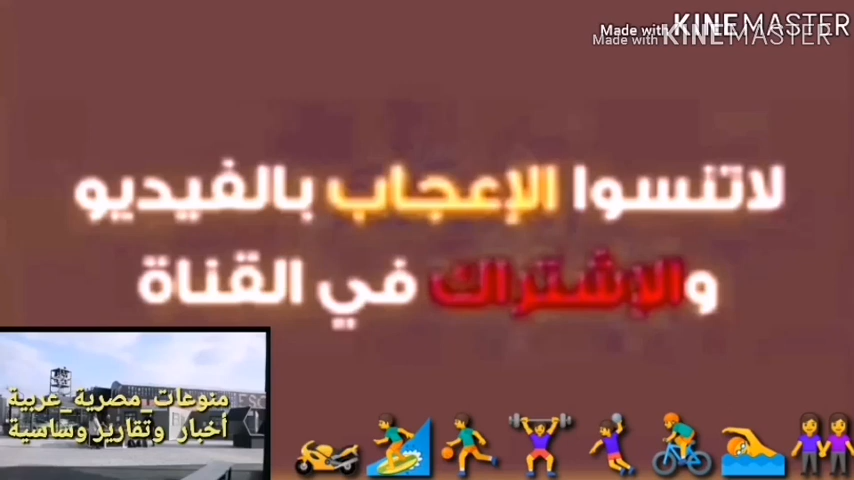 Made with KINEMASTER
Made with KINEMASTER
لاتنسوا الإعجاب بالفيديو
والإشتراك في القناة
منوعات_مصرية_عربية
أخبار وتقارير وساسية